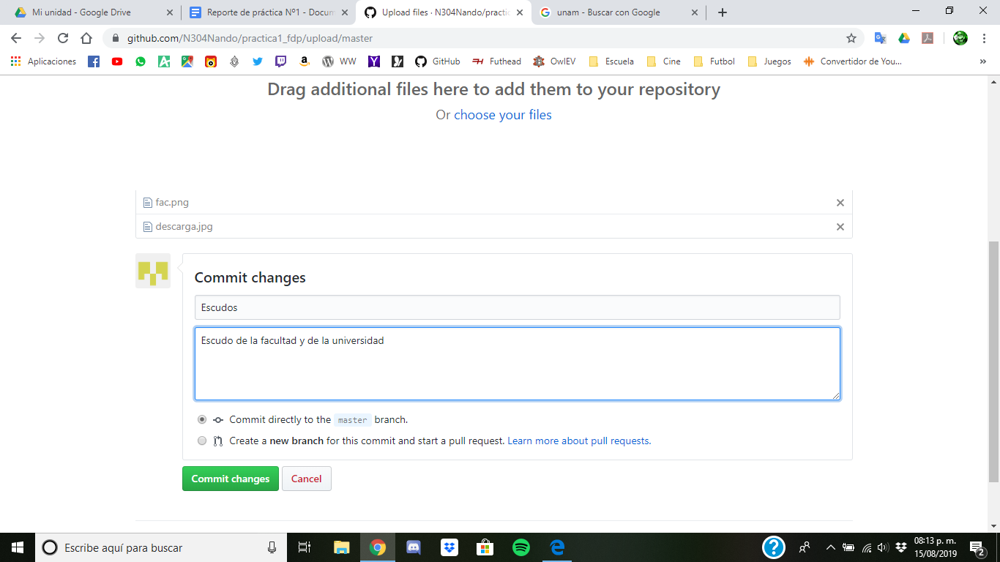 Mi unidad - Google Drive
Reporte de práctica Nº1 - Docum
Upload files · N304Nando/practic
unam - Buscar con Google
github.com/N304Nando/practica1_fdp/upload/master
Aplicaciones
WW
GitHub
Futhead
OwlEV
Escuela
Cine
Futbol
Juegos
Convertidor de You...
Drag additional files here to add them to your repository
Or choose your files
fac.png
descarga.jpg
Commit changes
Escudos
Escudo de la facultad y de la universidad
Commit directly to the master branch.
Create a new branch for this commit and start a pull request. Learn more about pull requests.
Commit changes
Cancel
Escribe aquí para buscar
08:13 p. m.
15/08/2019
2